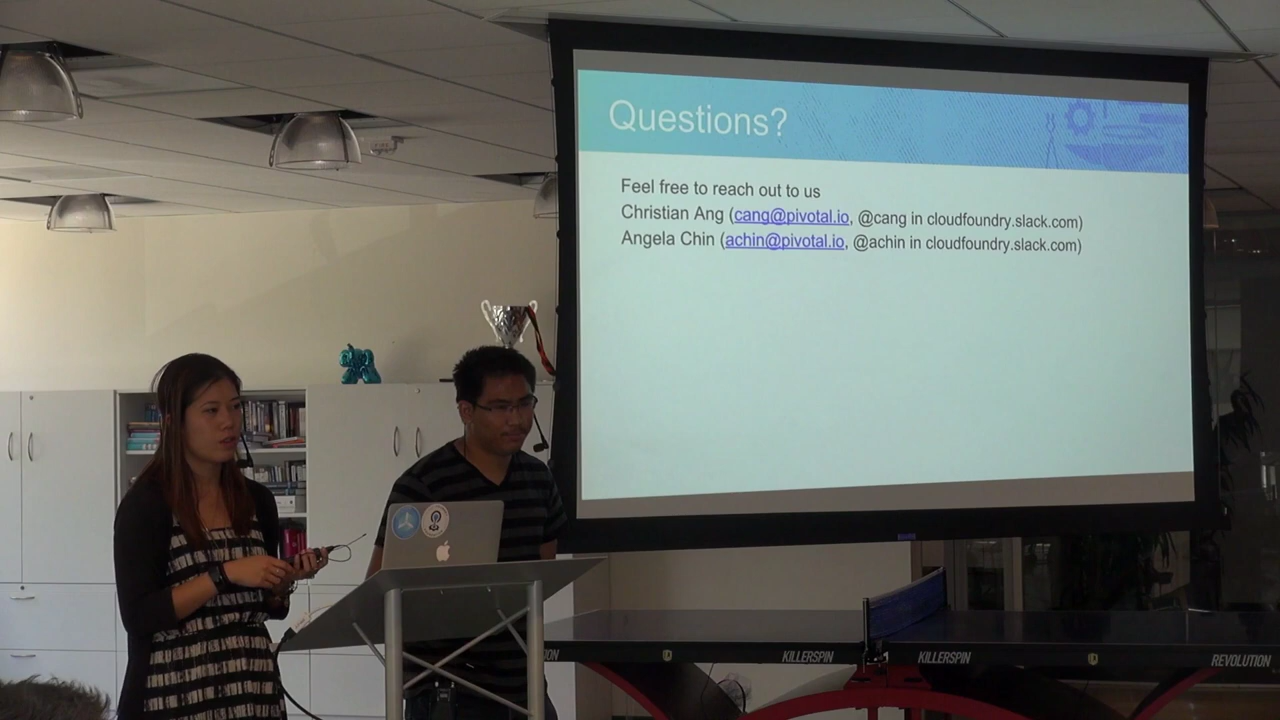 Questions?
Feel free to reach out to us
Christian Ang (cang@pivotal.io, @cang in cloudfoundry.slack.com)
Angela Chin (achin@pivotal.io, @achin in cloudfoundry.slack.com)
ON
KILLERSPIN
KILLERSPIN
REVOLUTION